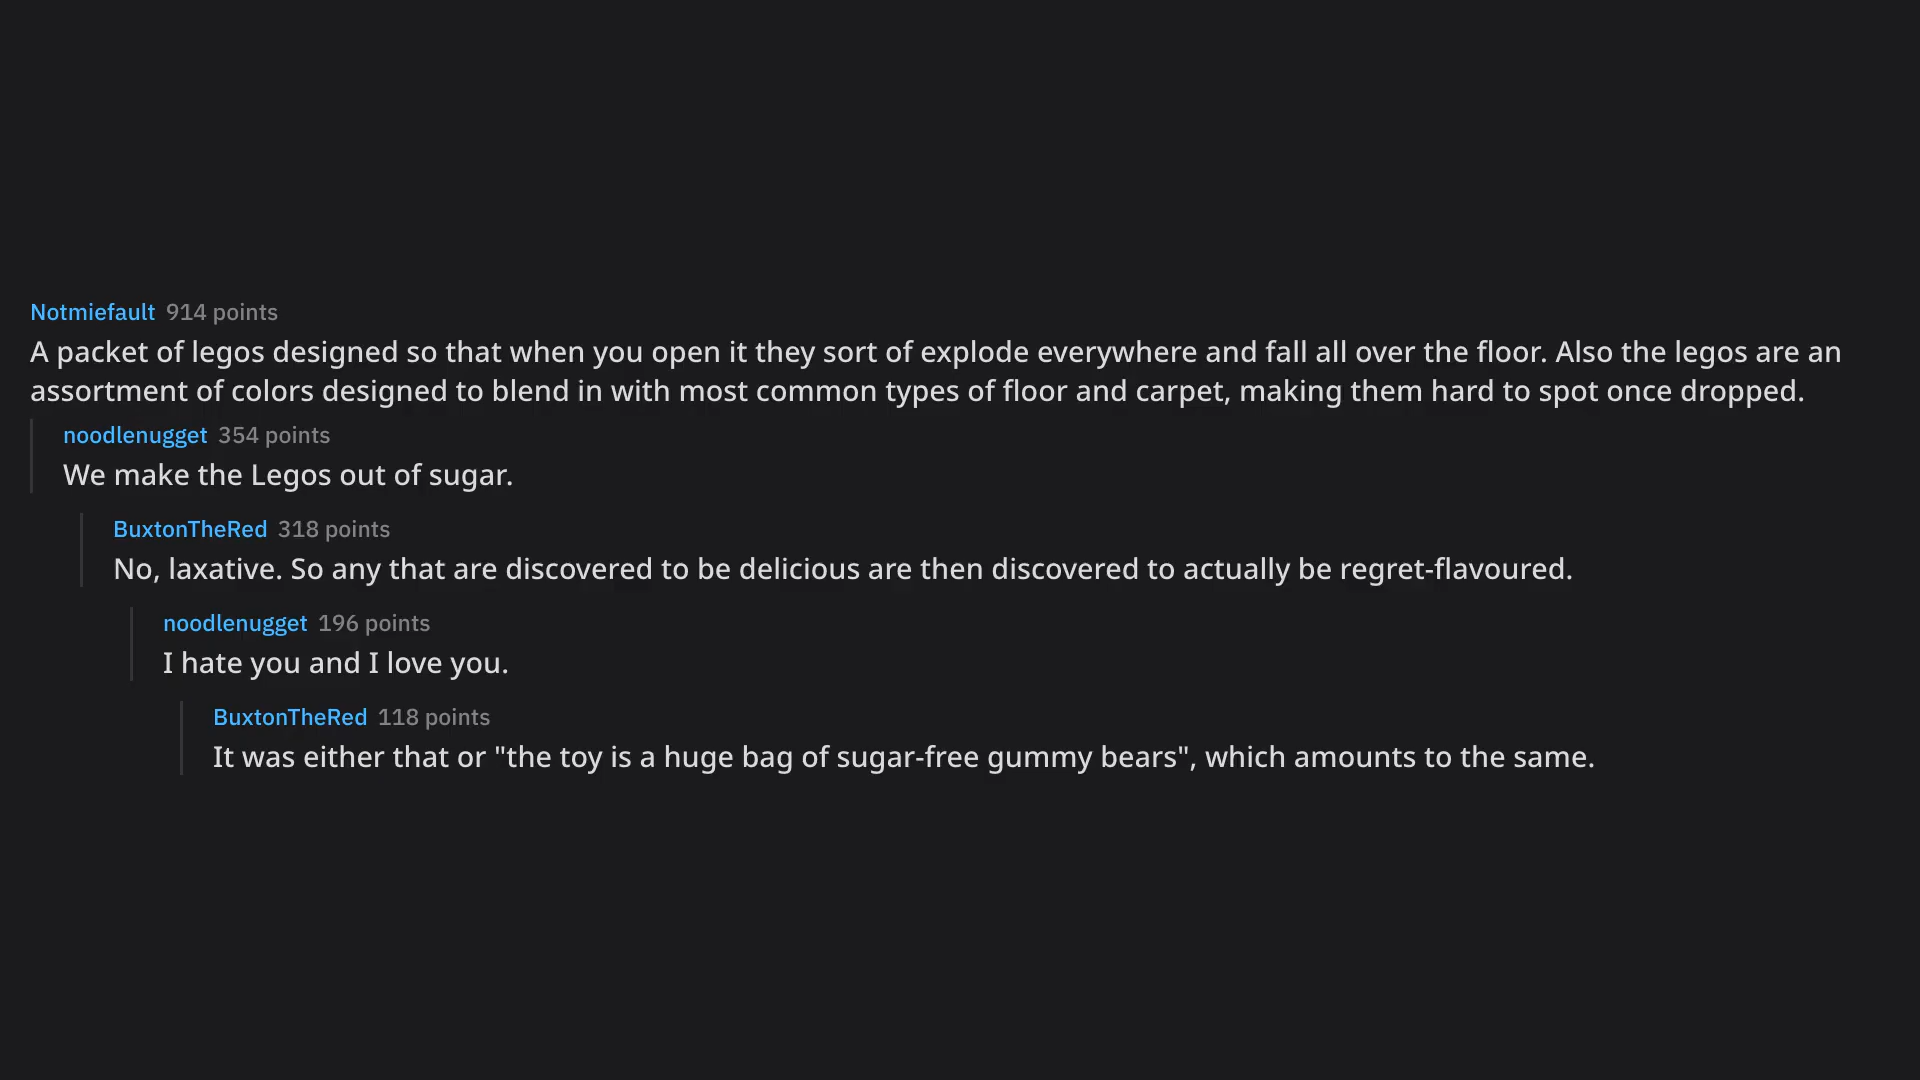 Notmiefault 914 points
A packet of legos designed so that when you open it they sort of explode everywhere and fall all over the floor. Also the legos are an
assortment of colors designed to blend in with most common types of floor and carpet, making them hard to spot once dropped.
noodlenugget 354 points
We make the Legos out of sugar.
BuxtonTheRed 318 points
No, laxative. So any that are discovered to be delicious are then discovered to actually be regret-flavoured.
noodlenugget 196 points
I hate you and I love you.
BuxtonTheRed 118 points
It was either that or "the toy is a huge bag of sugar-free gummy bears", which amounts to the same.